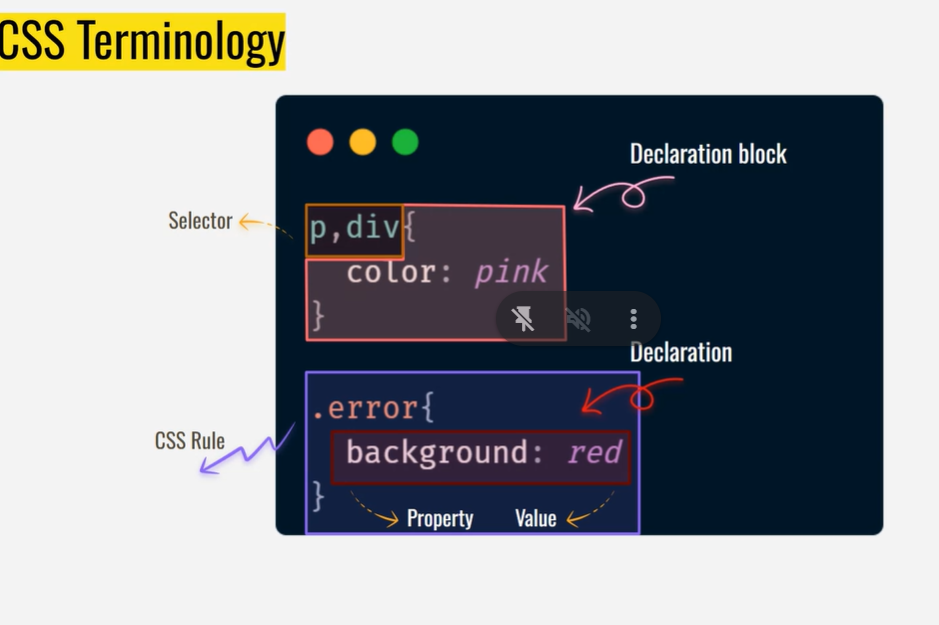 CSS Terminology
Declaration block
Selector
p,div{
color: pink
}
Declaration
.error{
CSS Rule
background: red
}
Property
Value